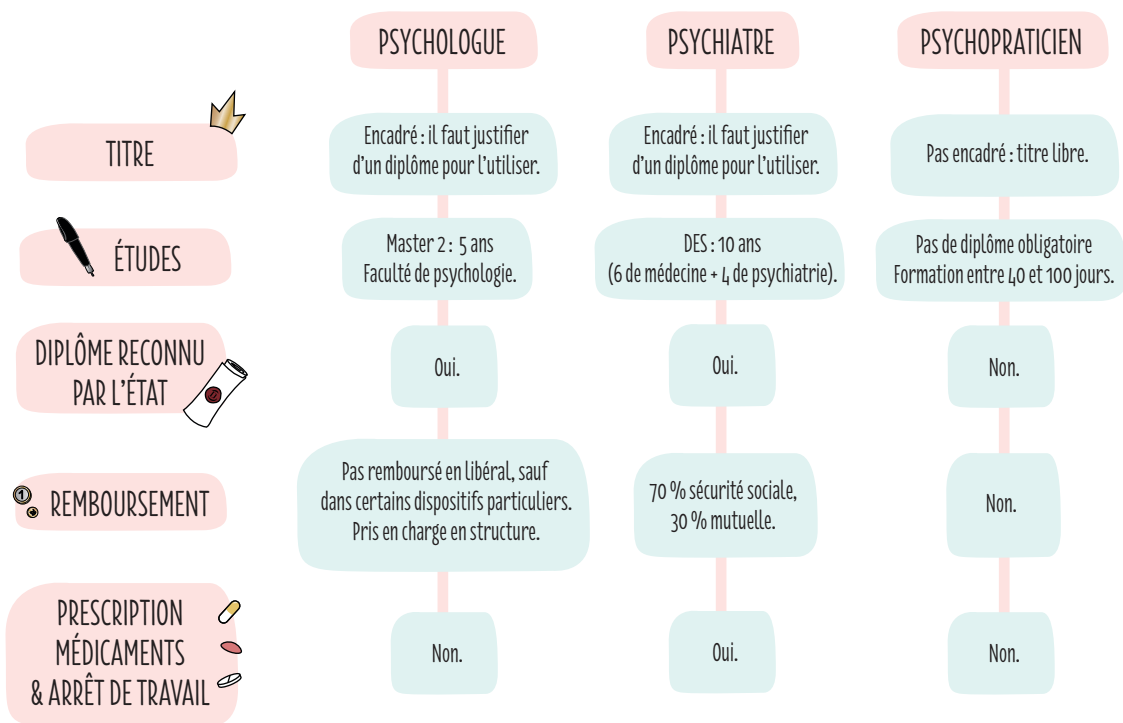 PSYCHOLOGUE
PSYCHIATRE
PSYCHOPRATICIEN
TITRE
Encadré : il faut justifier
d'un diplôme pour l'utiliser.
Encadré : il faut justifier
d'un diplôme pour l'utiliser.
Pas encadré : titre libre.
ÉTUDES
Master 2 : 5 ans
Faculté de psychologie.
DES : 10 ans
(6 de médecine + 4 de psychiatrie).
Pas de diplôme obligatoire
Formation entre 40 et 100 jours.
DIPLÔME RECONNU
PAR L'ÉTAT
Oui.
Oui.
Non.
1
REMBOURSEMENT
Pas remboursé en libéral, sauf
dans certains dispositifs particuliers.
Pris en charge en structure.
70 % sécurité sociale,
30 % mutuelle.
Non.
PRESCRIPTION
MÉDICAMENTS
& ARRÊT DE TRAVAIL
Non.
Oui.
Non.